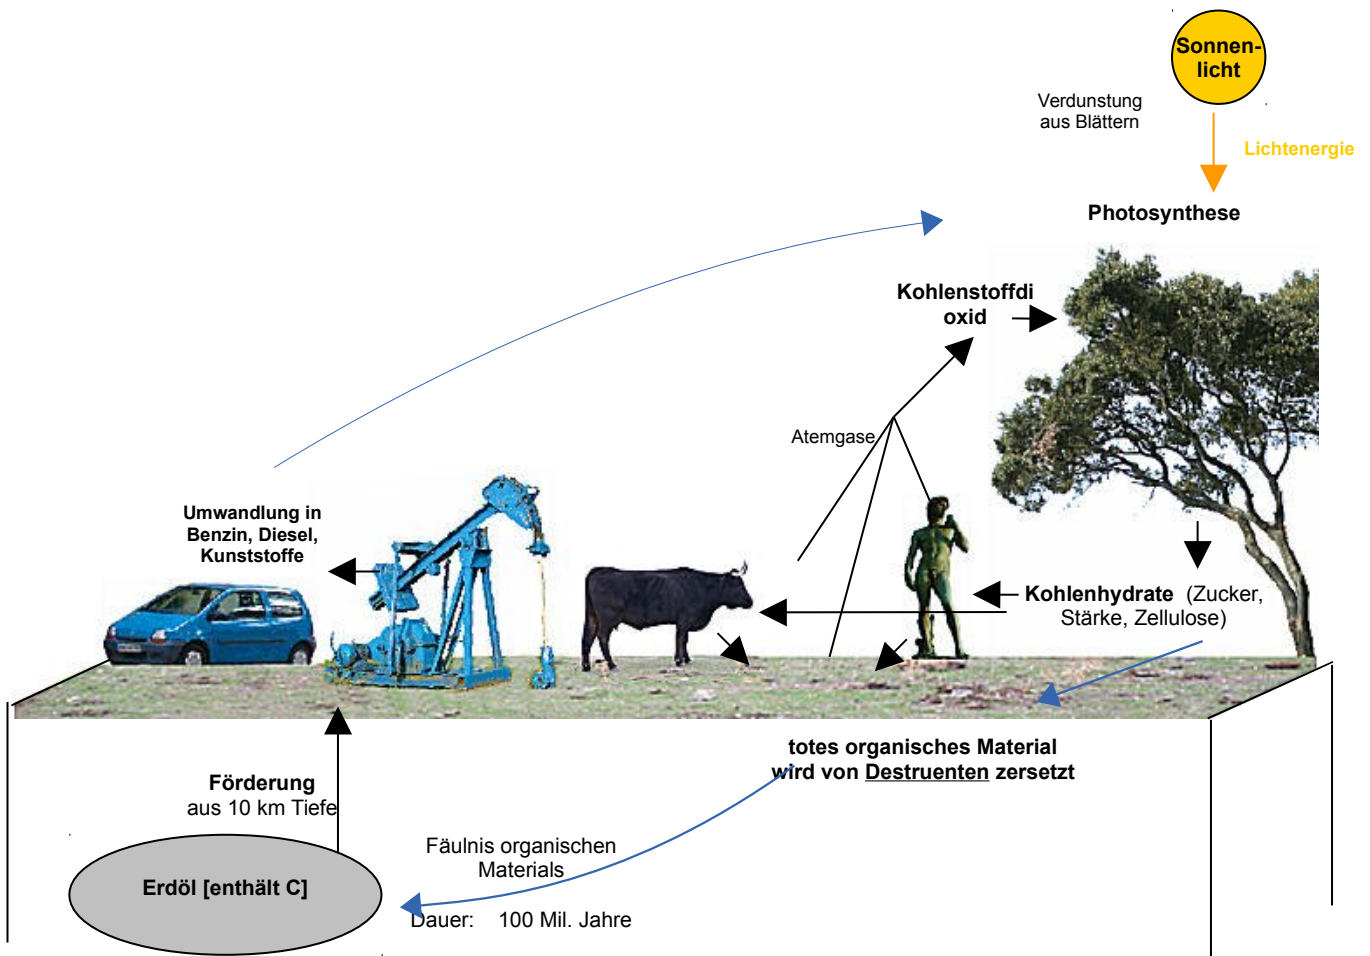 Sonnen-
licht
Verdunstung
aus Blättern
Lichtenergie
Photosynthese
Kohlenstoffdi
oxid
Atemgase
Umwandlung in
Benzin, Diesel,
Kunststoffe
Kohlenhydrate (Zucker,
Stärke, Zellulose)
totes organisches Material
wird von Destruenten zersetzt
Förderung
aus 10 km Tiefe
Fäulnis organischen
Materials
Erdöl [enthält C]
Dauer: 100 Mil. Jahre